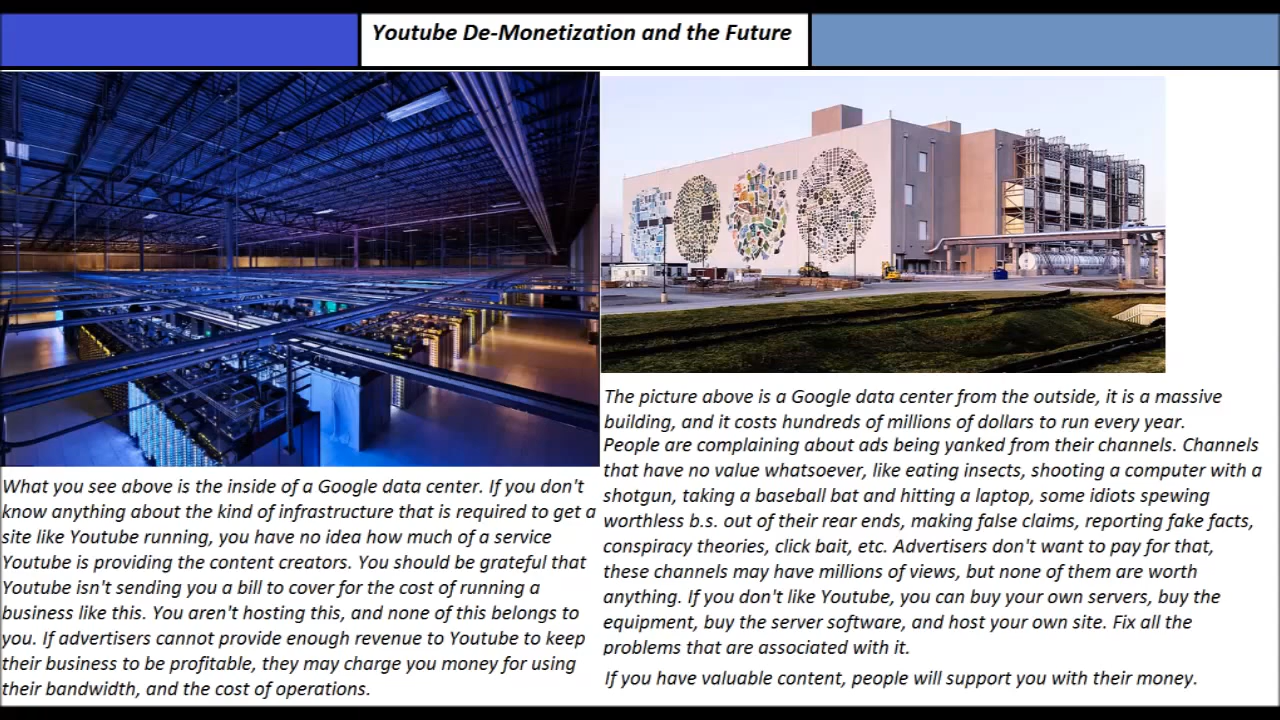 Youtube De-Monetization and the Future
What you see above is the inside of a Google data center. If you don't
know anything about the kind of infrastructure that is required to get a
site like Youtube running, you have no idea how much of a service
Youtube is providing the content creators. You should be grateful that
Youtube isn't sending you a bill to cover for the cost of running a
business like this. You aren't hosting this, and none of this belongs to
you. If advertisers cannot provide enough revenue to Youtube to keep
their business to be profitable, they may charge you money for using
their bandwidth, and the cost of operations.
The picture above is a Google data center from the outside, it is a massive
building, and it costs hundreds of millions of dollars to run every year.
People are complaining about ads being yanked from their channels. Channels
that have no value whatsoever, like eating insects, shooting a computer with a
shotgun, taking a baseball bat and hitting a laptop, some idiots spewing
worthless b.s. out of their rear ends, making false claims, reporting fake facts,
conspiracy theories, click bait, etc. Advertisers don't want to pay for that,
these channels may have millions of views, but none of them are worth
anything. If you don't like Youtube, you can buy your own servers, buy the
equipment, buy the server software, and host your own site. Fix all the
problems that are associated with it.
If you have valuable content, people will support you with their money.